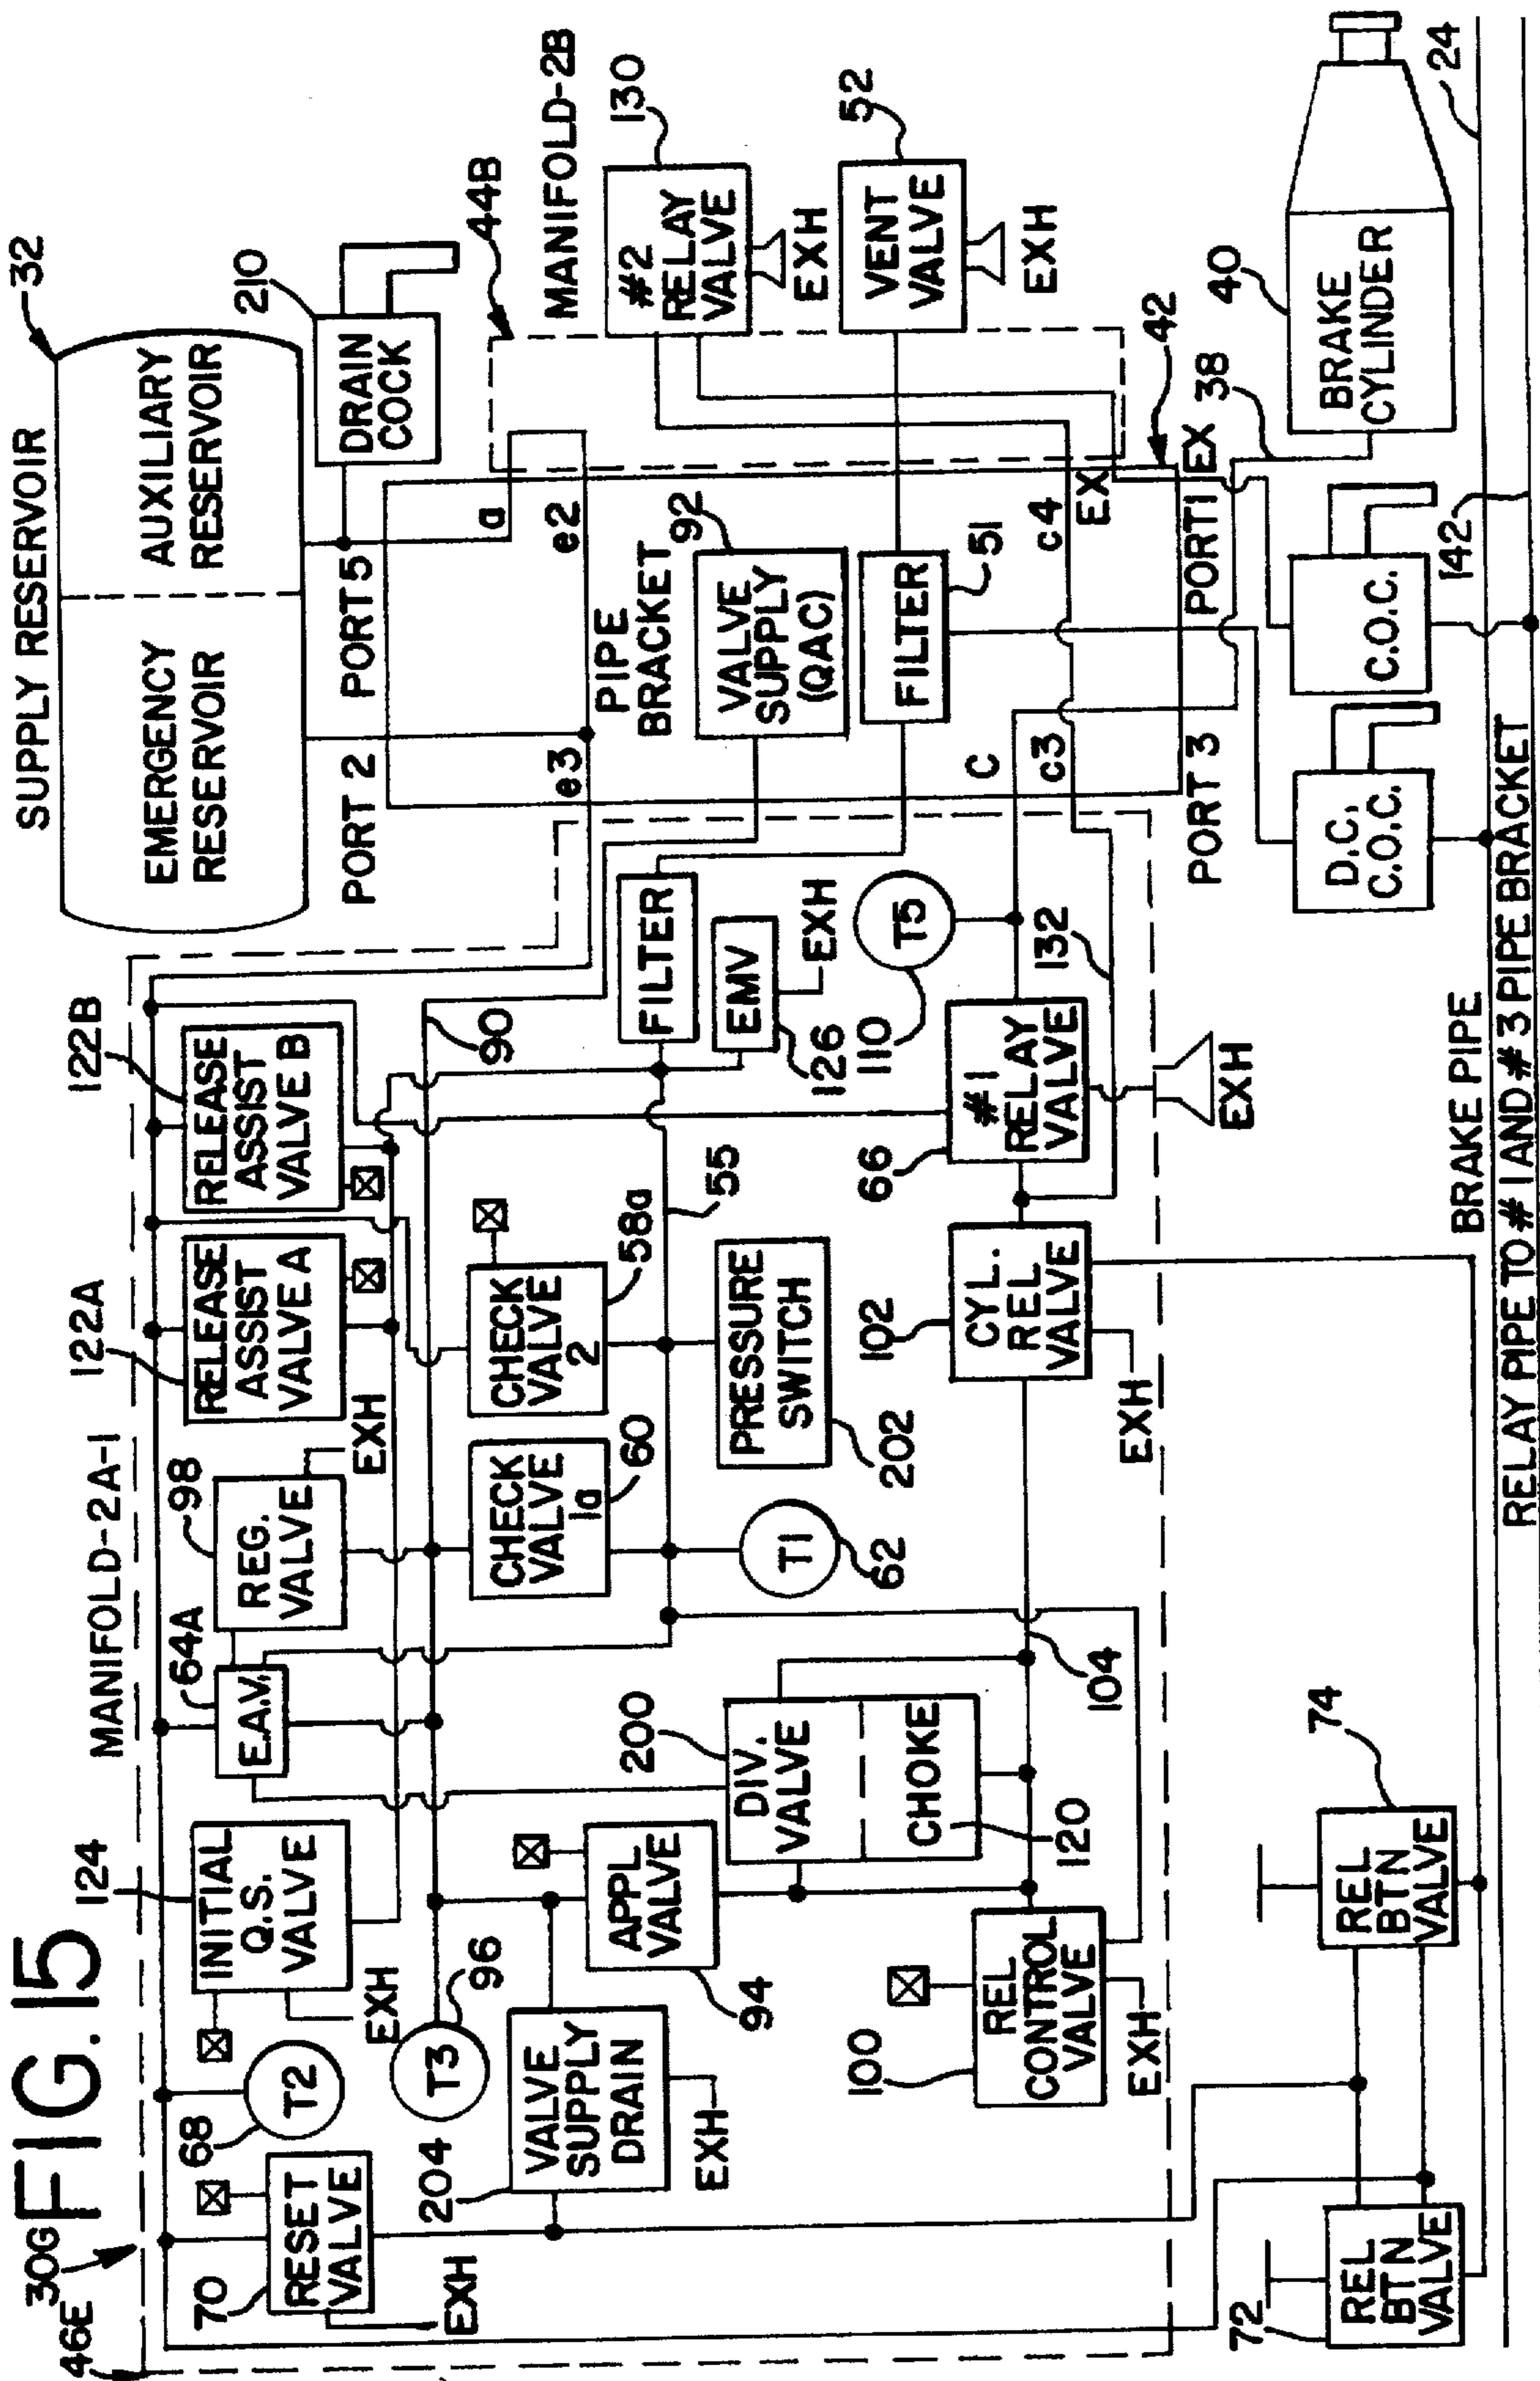 FIG. 15
30G
46E
MANIFOLD-2A-1
SUPPLY RESERVOIR
32
EMERGENCY
RESERVOIR
AUXILIARY
RESERVOIR
PORT 2
PORT 5
210
DRAIN
COCK
a
e2
e3
PIPE
BRACKET
44B
MANIFOLD-2B
130
#2
RELAY
VALVE
EXH
52
VENT
VALVE
EXH
92
VALVE
SUPPLY
(QAC)
FILTER
51
C
c3
c4
EX
42
PORT 3
PORT 1 EX
38
40
BRAKE
CYLINDER
24
142
C.O.C.
D.C,
C.O.C.
BRAKE PIPE
RELAY PIPE TO # 1 AND # 3 PIPE BRACKET
70
RESET
VALVE
EXH
68
T2
124
INITIAL
Q.S.
VALVE
EXH
64A
E.A.V.
98
REG.
VALVE
EXH
122A
RELEASE
ASSIST
VALVE A
122B
RELEASE
ASSIST
VALVE B
90
T3
96
204
VALVE
SUPPLY
DRAIN
EXH
APPL
VALVE
94
200
DIV.
VALVE
CHOKE
120
CHECK
VALVE
1a
60
CHECK
VALVE
2
58a
55
T1
62
PRESSURE
SWITCH
202
FILTER
EMV
EXH
126
T5
110
132
100
REL
CONTROL
VALVE
EXH
104
102
CYL.
REL
VALVE
EXH
66
#1
RELAY
VALVE
EXH
72
REL
BTN
VALVE
74
REL
BTN
VALVE